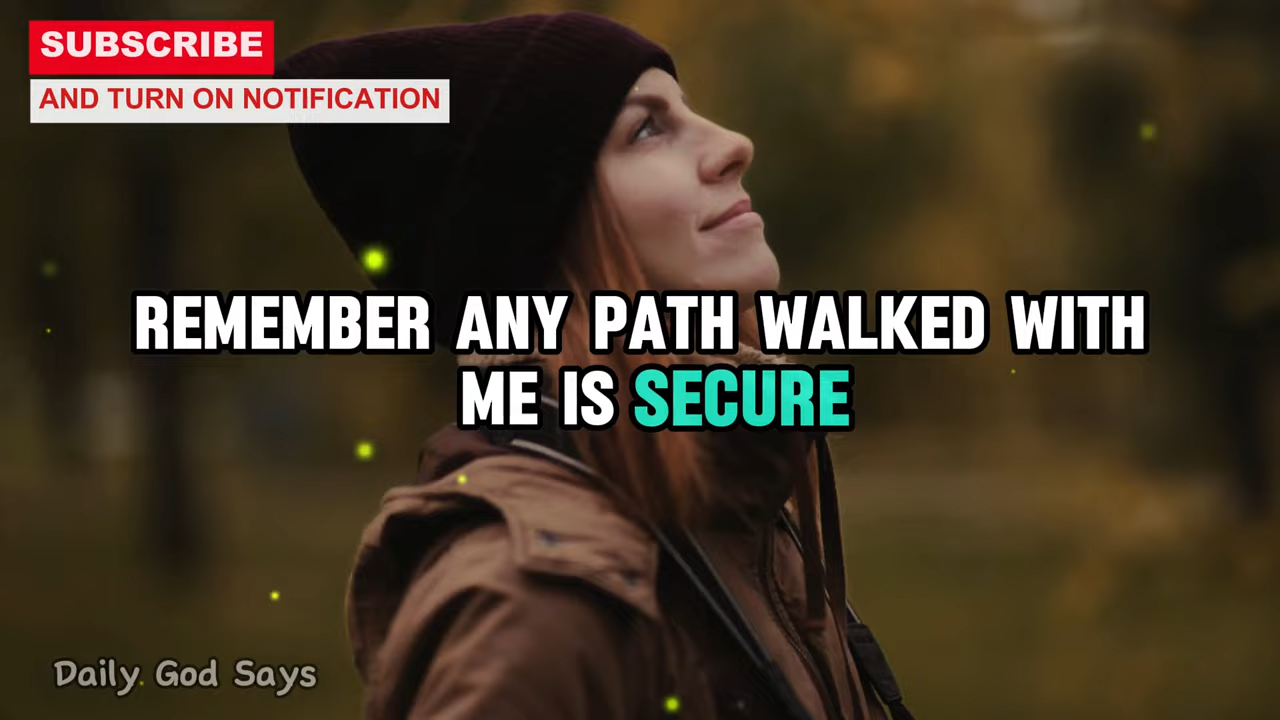 SUBSCRIBE
AND TURN ON NOTIFICATION
REMEMBER ANY PATH WALKED WITH
ME IS SECURE
Daily God Says